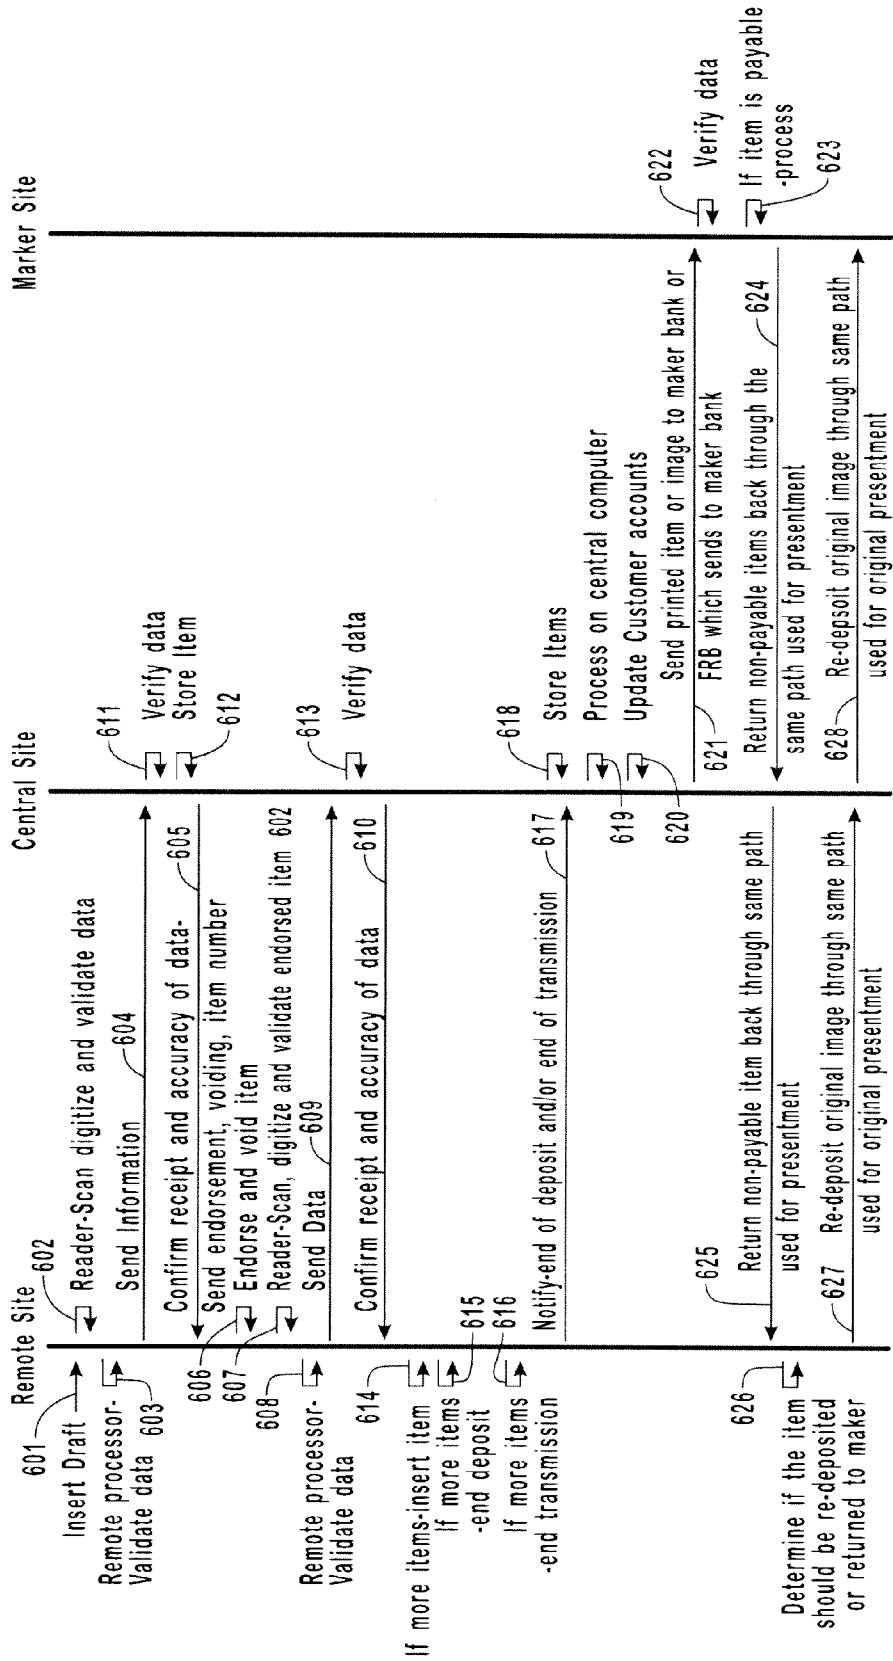 Remote Site
Central Site
Marker Site
601
Insert Draft
602
Reader-Scan digitize and validate data
Remote processor-
Validate data
603
Send Information
604
611
Verify data
Store Item
612
Confirm receipt and accuracy of data-
605
Send endorsement, voiding, item number
606
Endorse and void item
607
Reader-Scan, digitize and validate endorsed item 602
608
Remote processor-
Validate data
Send Data
609
613
Verify data
Confirm receipt and accuracy of data
610
614
If more items-insert item
If more items
-end deposit
615
616
If more items
-end transmission
Notify-end of deposit and/or end of transmission
617
618
Store Items
Process on central computer
619
Update Customer accounts
620
Send printed item or image to maker bank or
FRB which sends to maker bank
621
622
Verify data
If item is payable
-process
623
Return non-payable items back through the
same path used for presentment
624
625
Return non-payable item back through same path
used for presentment
626
Determine if the item
should be re-deposited
or returned to maker
627
Re-depsoit original image through same path
used for original presentment
628
Re-depsoit original image through same path
used for original presentment